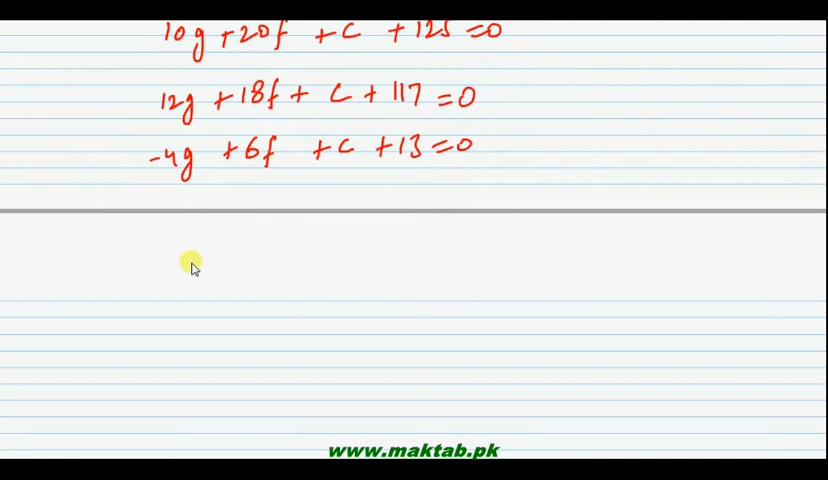 10g + 20f + c + 125 = 0
12g + 18f + c + 117 = 0
-4g + 6f + c + 13 = 0
www.maktab.pk